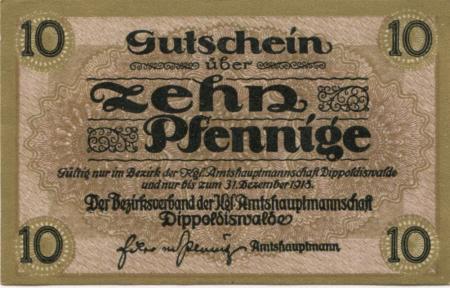 10 Gutschein 10
über
Zehn
Pfennige
Gültig nur im Bezirk der Kgl. Amtshauptmannschaft Dippoldiswalde
und nur bis zum 31. Dezember 1918.
Der Bezirksverband der Kgl. Amtshauptmannschaft
Dippoldiswalde
10 Amtshauptmann. 10